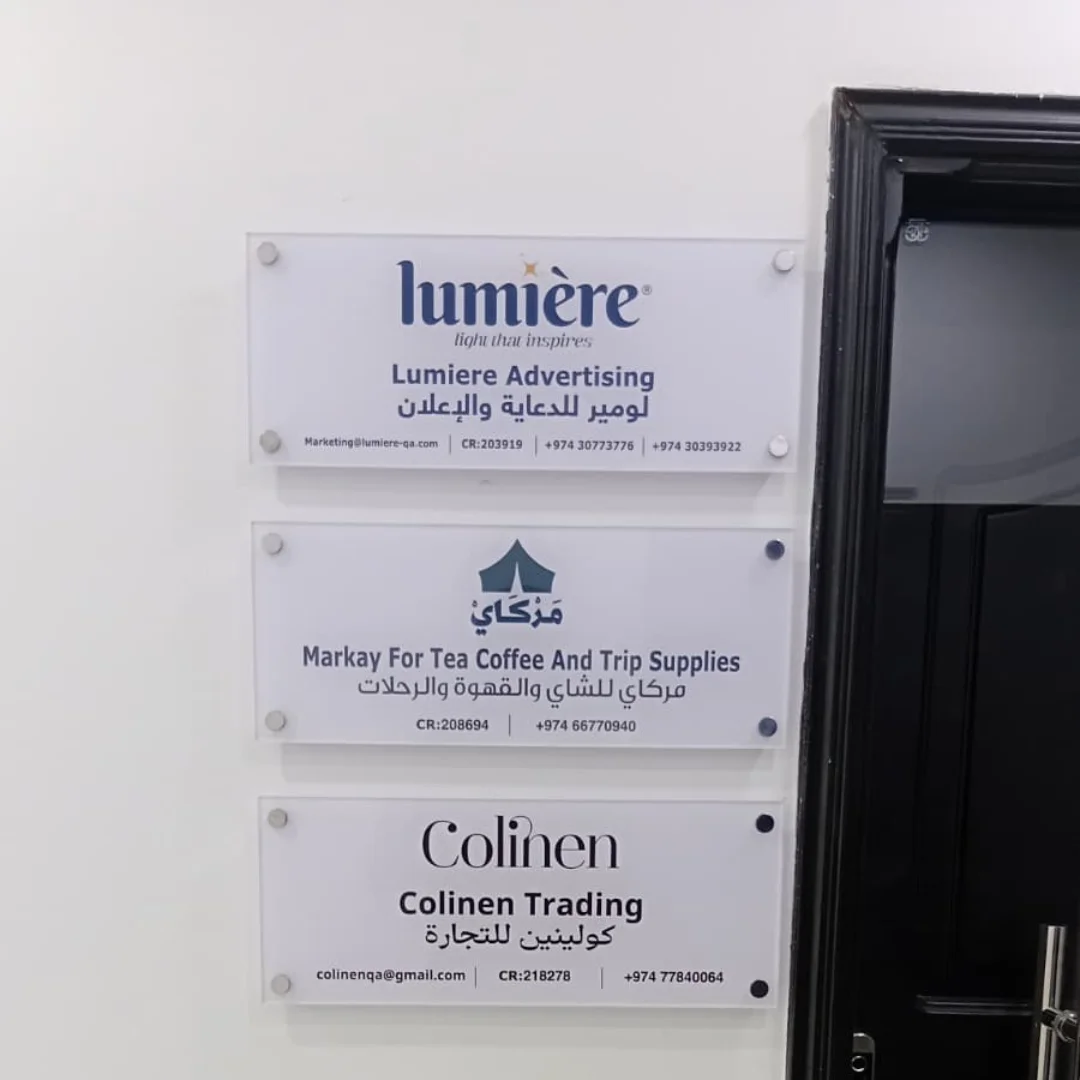 lumière®
light that inspires
Lumiere Advertising
لومير للدعاية والإعلان
Marketing@lumiere-qa.com | CR:203919 | +974 30773776 | +974 30393922
مَرْكَايْ
Markay For Tea Coffee And Trip Supplies
مركاي للشاي والقهوة والرحلات
CR:208694 | +974 66770940
Colinen
Colinen Trading
كولينين للتجارة
colinenqa@gmail.com | CR:218278 | +974 77840064